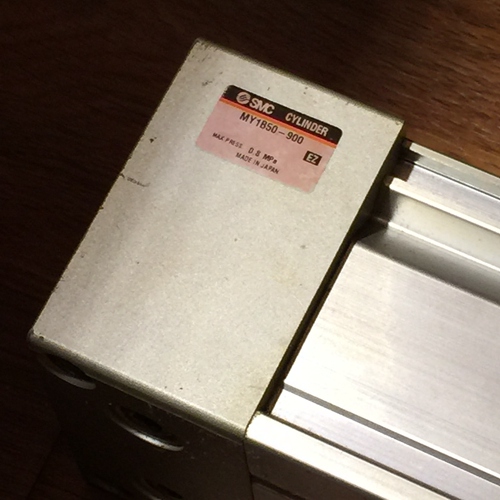 SMC CYLINDER
MY1B50-900
MAX PRESS 0.8 MPa
MADE IN JAPAN
EZ